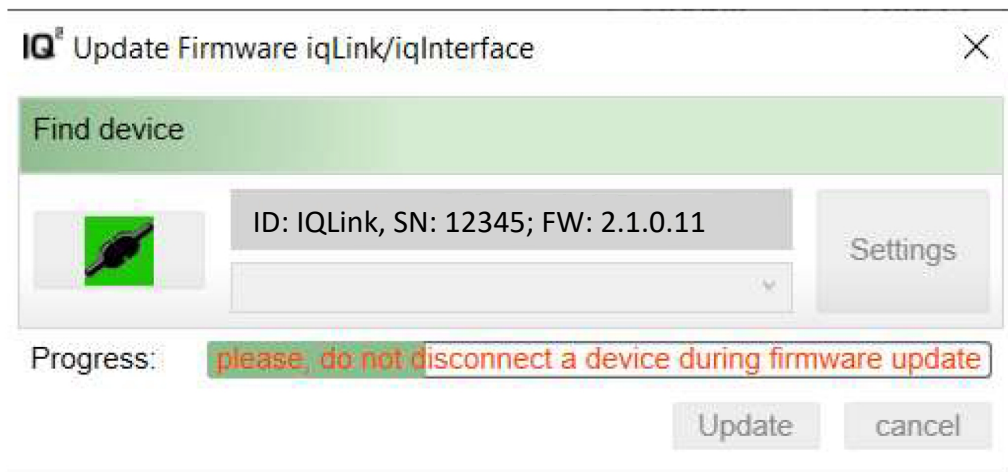 IQ² Update Firmware iqLink/iqInterface
Find device
ID: IQLink, SN: 12345; FW: 2.1.0.11
Settings
Progress: please, do not disconnect a device during firmware update
Update cancel